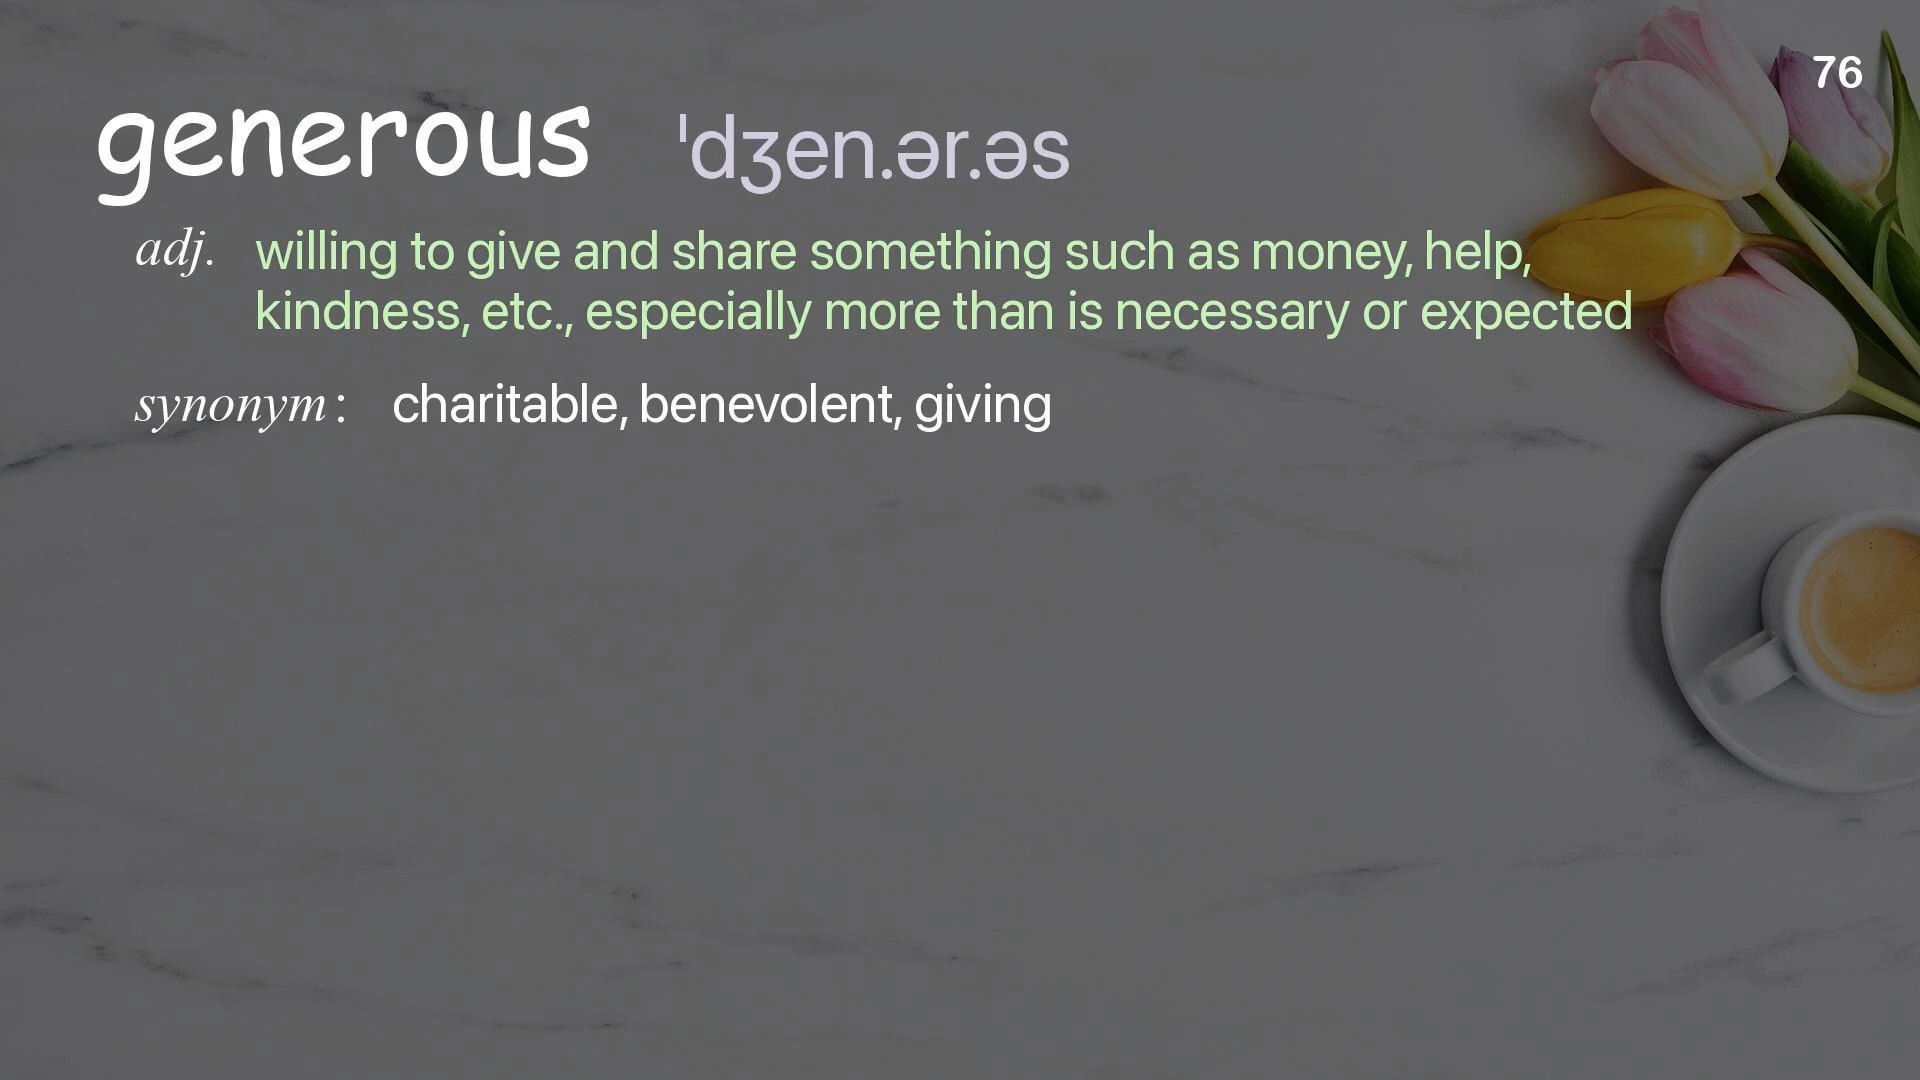 76
generous ˈdʒen.ər.əs
adj. willing to give and share something such as money, help,
kindness, etc., especially more than is necessary or expected
synonym: charitable, benevolent, giving